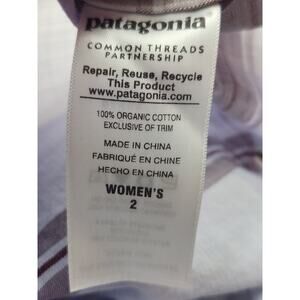 patagonia
COMMON THREADS
PARTNERSHIP
Repair, Reuse, Recycle
This Product
www.patagonia.com
100% ORGANIC COTTON
EXCLUSIVE OF TRIM
MADE IN CHINA
FABRIQUÉ EN CHINE
HECHO EN CHINA
WOMEN'S
2